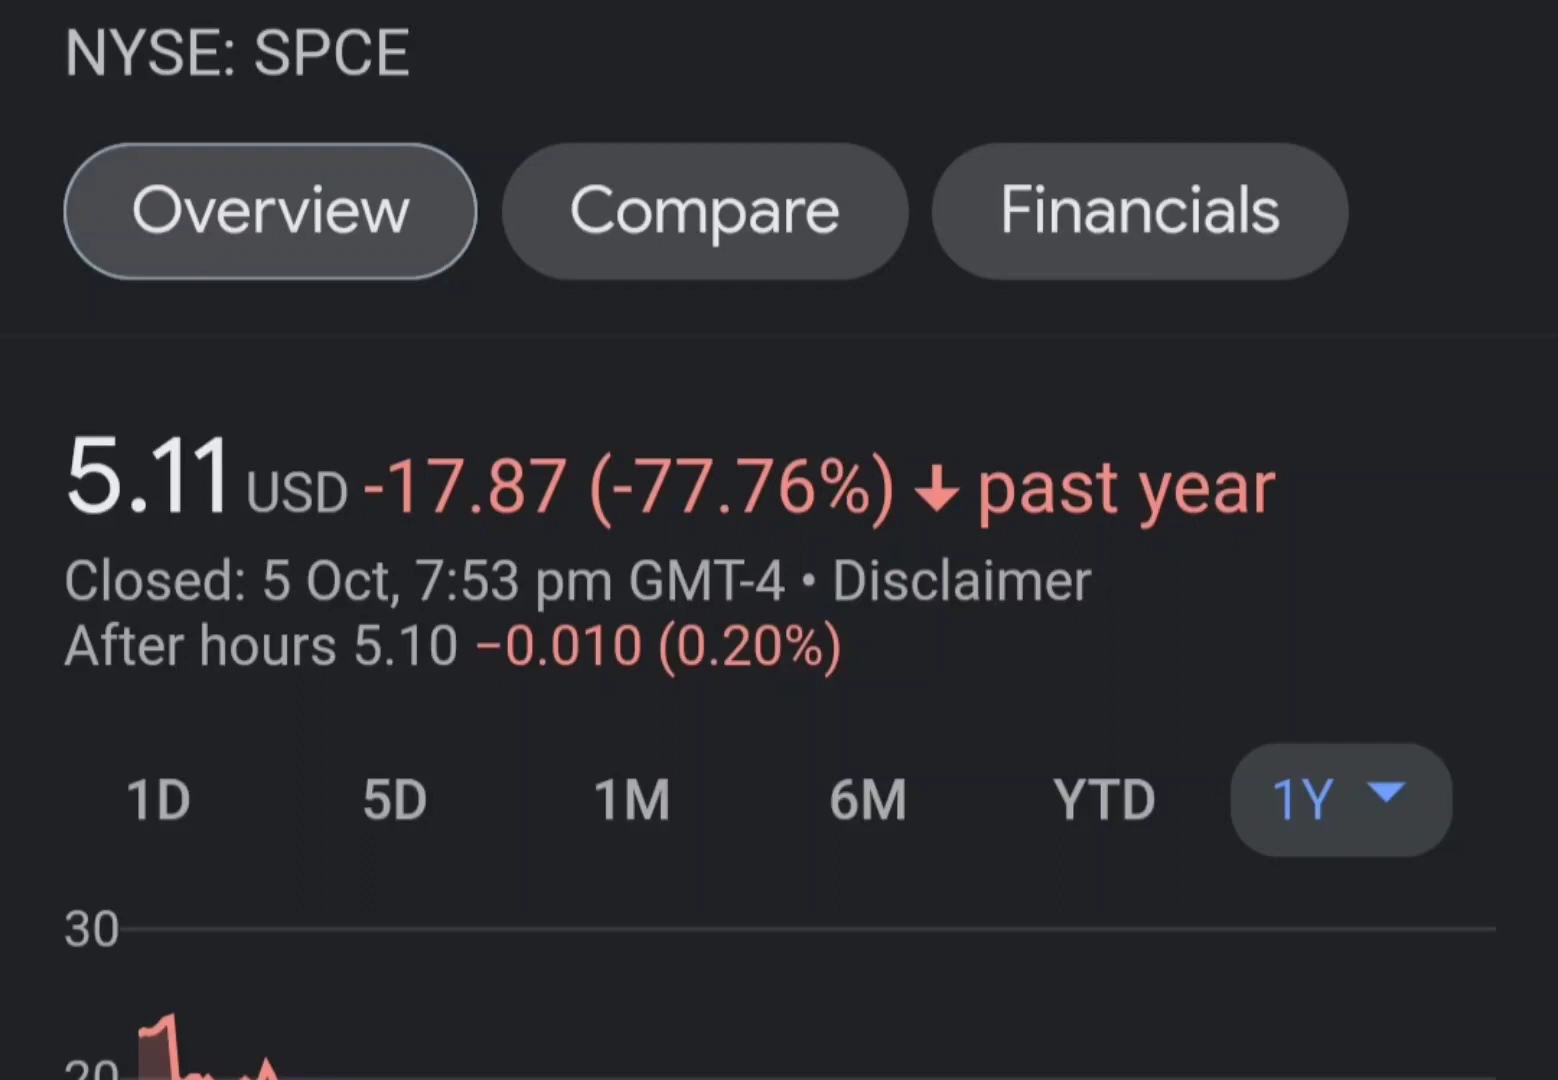 NYSE: SPCE
Overview Compare Financials
5.11 USD -17.87 (-77.76%) ↓ past year
Closed: 5 Oct, 7:53 pm GMT-4 • Disclaimer
After hours 5.10 −0.010 (0.20%)
1D 5D 1M 6M YTD 1Y
30
20